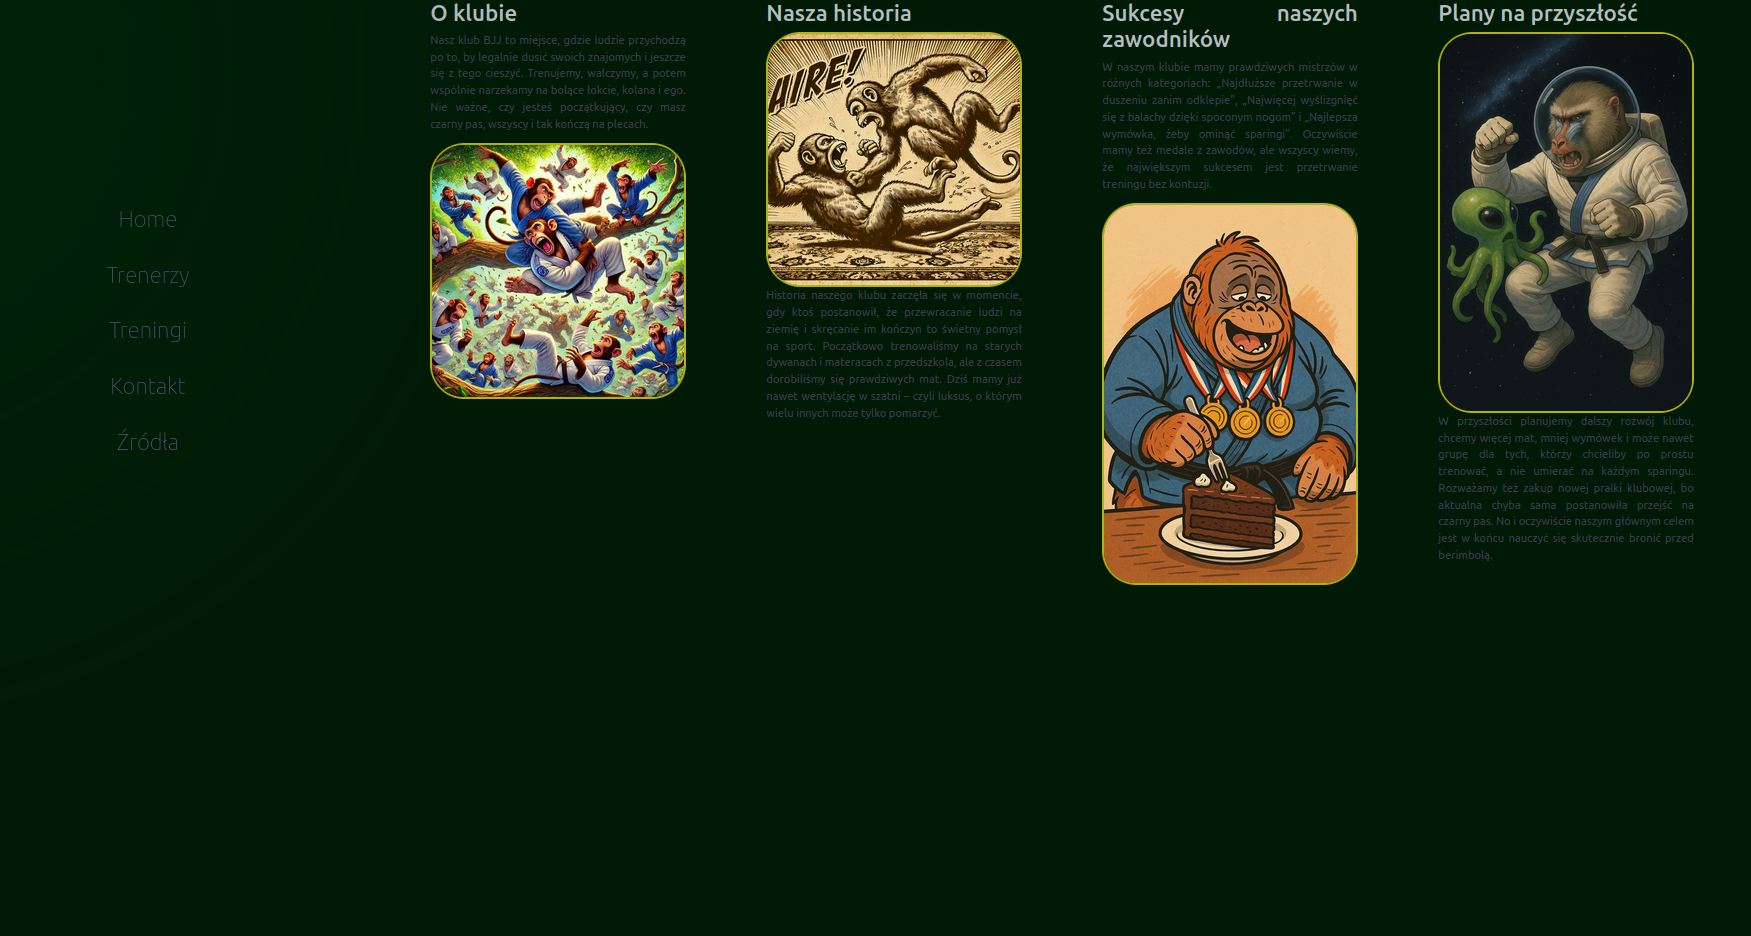 Home
Trenerzy
Treningi
Kontakt
Źródła
O klubie
Nasz klub BJJ to miejsce, gdzie ludzie przychodzą
po to, by legalnie dusić swoich znajomych i jeszcze
się z tego cieszyć. Trenujemy, walczymy, a potem
wspólnie narzekamy na bolące łokcie, kolana i ego.
Nie ważne, czy jesteś początkujący, czy masz
czarny pas, wszyscy i tak kończą na plecach.
Nasza historia
AIRE!
Historia naszego klubu zaczęła się w momencie,
gdy ktoś postanowił, że przewracanie ludzi na
ziemię i skręcanie im kończyn to świetny pomysł
na sport. Początkowo trenowaliśmy na starych
dywanach i materacach z przedszkola, ale z czasem
dorobiliśmy się prawdziwych mat. Dziś mamy już
nawet wentylację w szatni – czyli luksus, o którym
wielu innych może tylko pomarzyć.
Sukcesy naszych
zawodników
W naszym klubie mamy prawdziwych mistrzów w
różnych kategoriach: „Najdłuższe przetrwanie w
duszeniu zanim odklepie”, „Najwięcej wyślizgnięć
się z balachy dzięki spoconym nogom” i „Najlepsza
wymówka, żeby ominąć sparingi”. Oczywiście
mamy też medale z zawodów, ale wszyscy wiemy,
że największym sukcesem jest przetrwanie
treningu bez kontuzji.
Plany na przyszłość
W przyszłości planujemy dalszy rozwój klubu,
chcemy więcej mat, mniej wymówek i może nawet
grupę dla tych, którzy chcieliby po prostu
trenować, a nie umierać na każdym sparingu.
Rozważamy też zakup nowej pralki klubowej, bo
aktualna chyba sama postanowiła przejść na
czarny pas. No i oczywiście naszym głównym celem
jest w końcu nauczyć się skutecznie bronić przed
berimbolą.